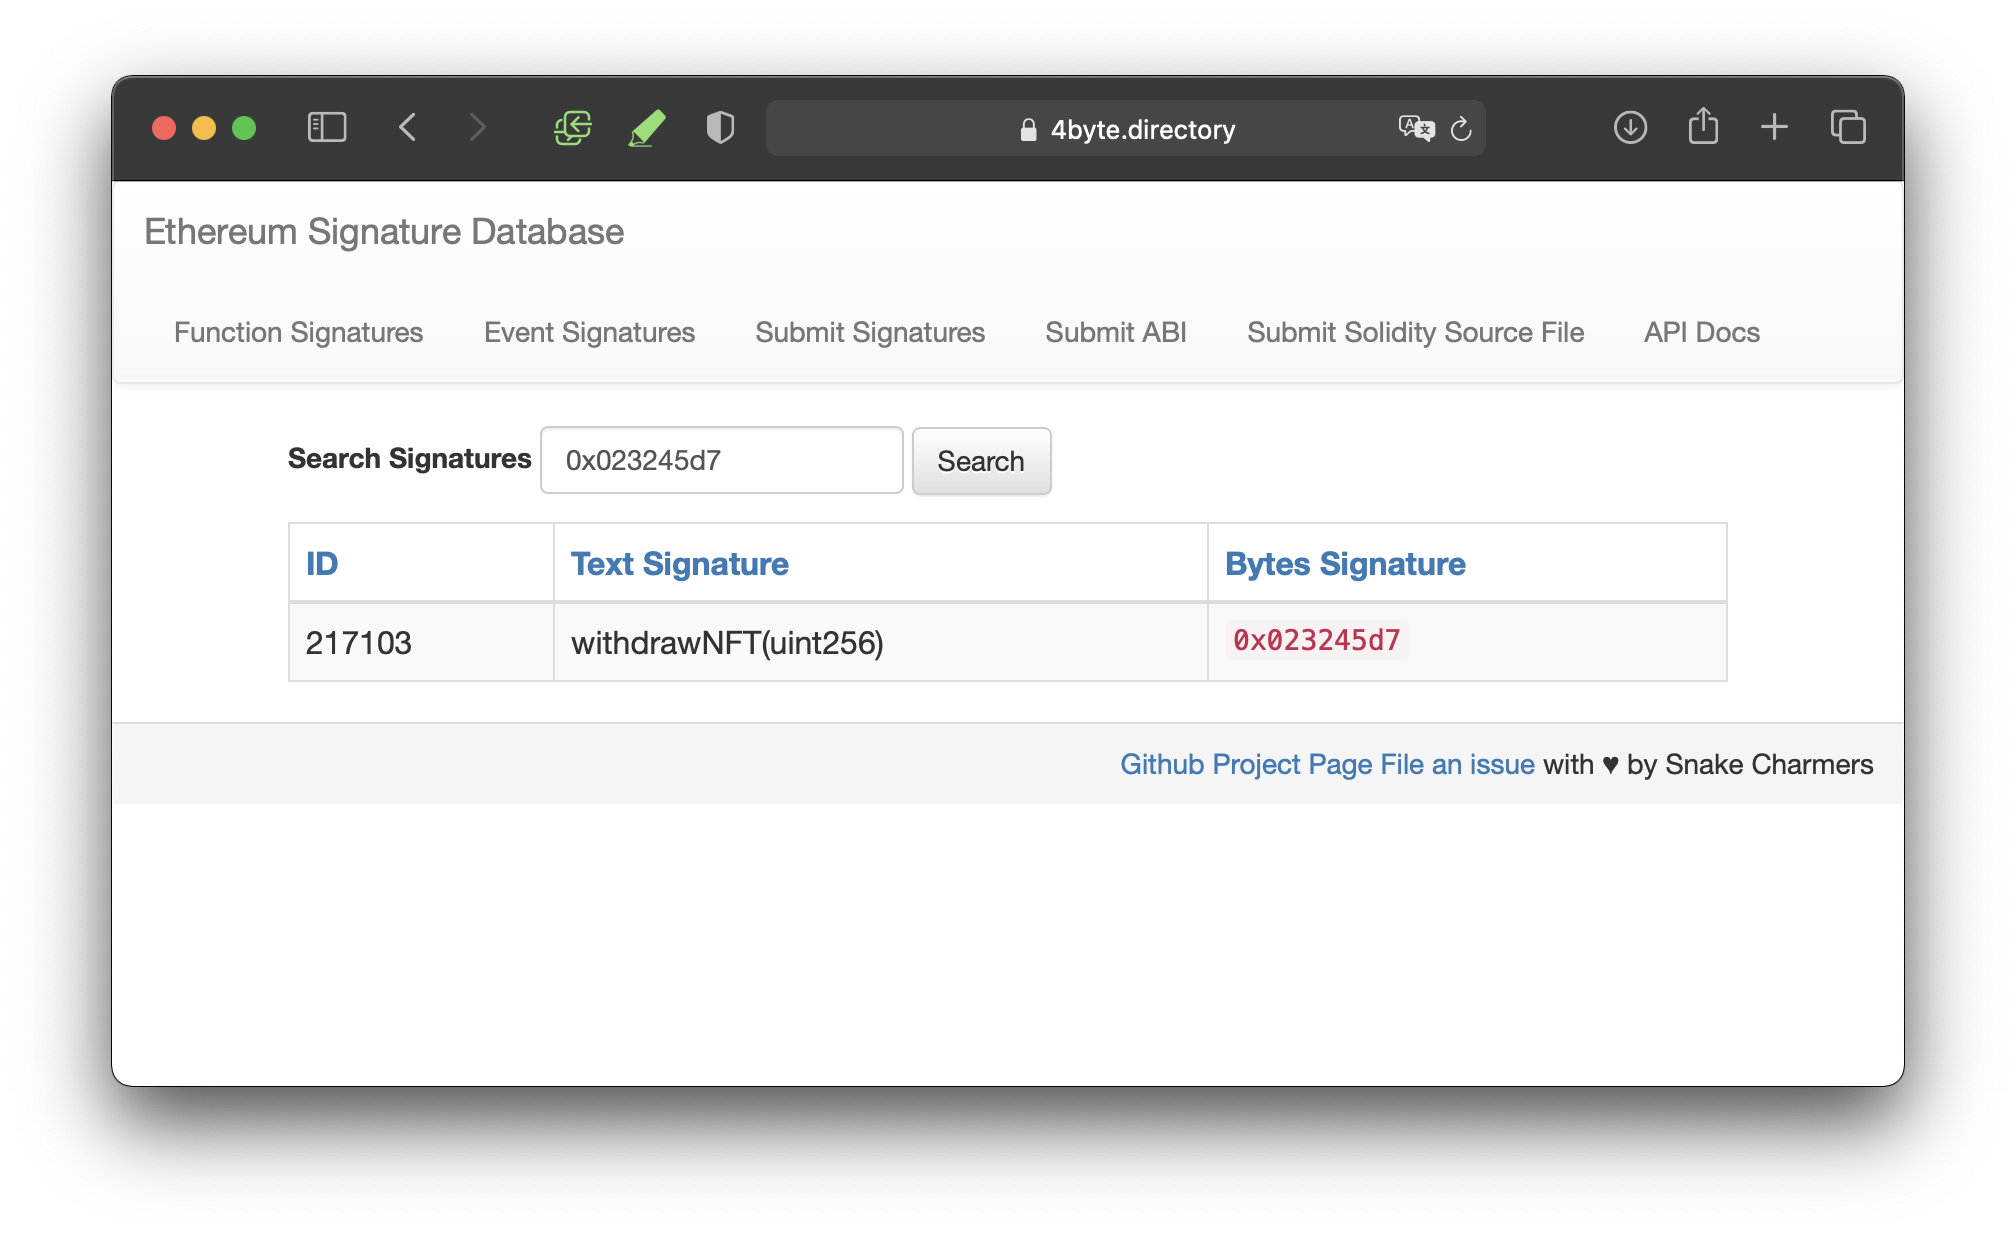 4byte.directory
Ethereum Signature Database
Function Signatures Event Signatures Submit Signatures Submit ABI Submit Solidity Source File API Docs
Search Signatures 0x023245d7 Search
ID Text Signature Bytes Signature
217103 withdrawNFT(uint256) 0x023245d7
Github Project Page File an issue with ♥ by Snake Charmers